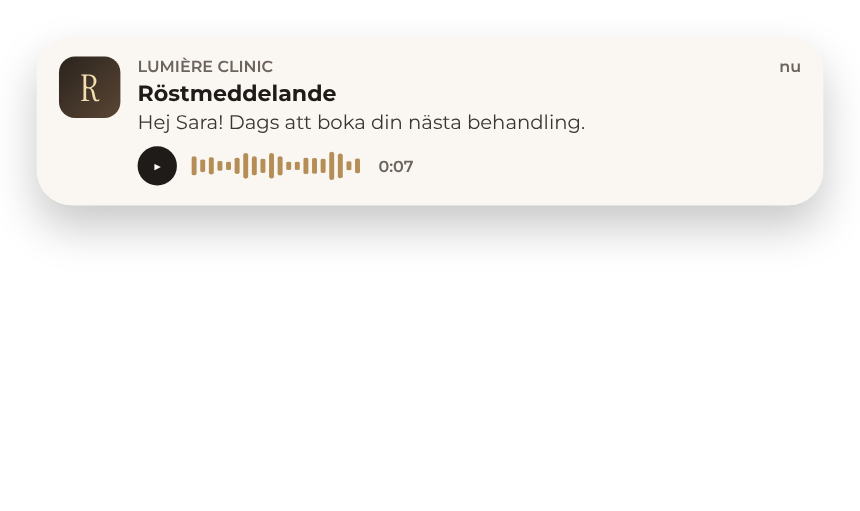 R
LUMIÈRE CLINIC
nu
Röstmeddelande
Hej Sara! Dags att boka din nästa behandling.
0:07